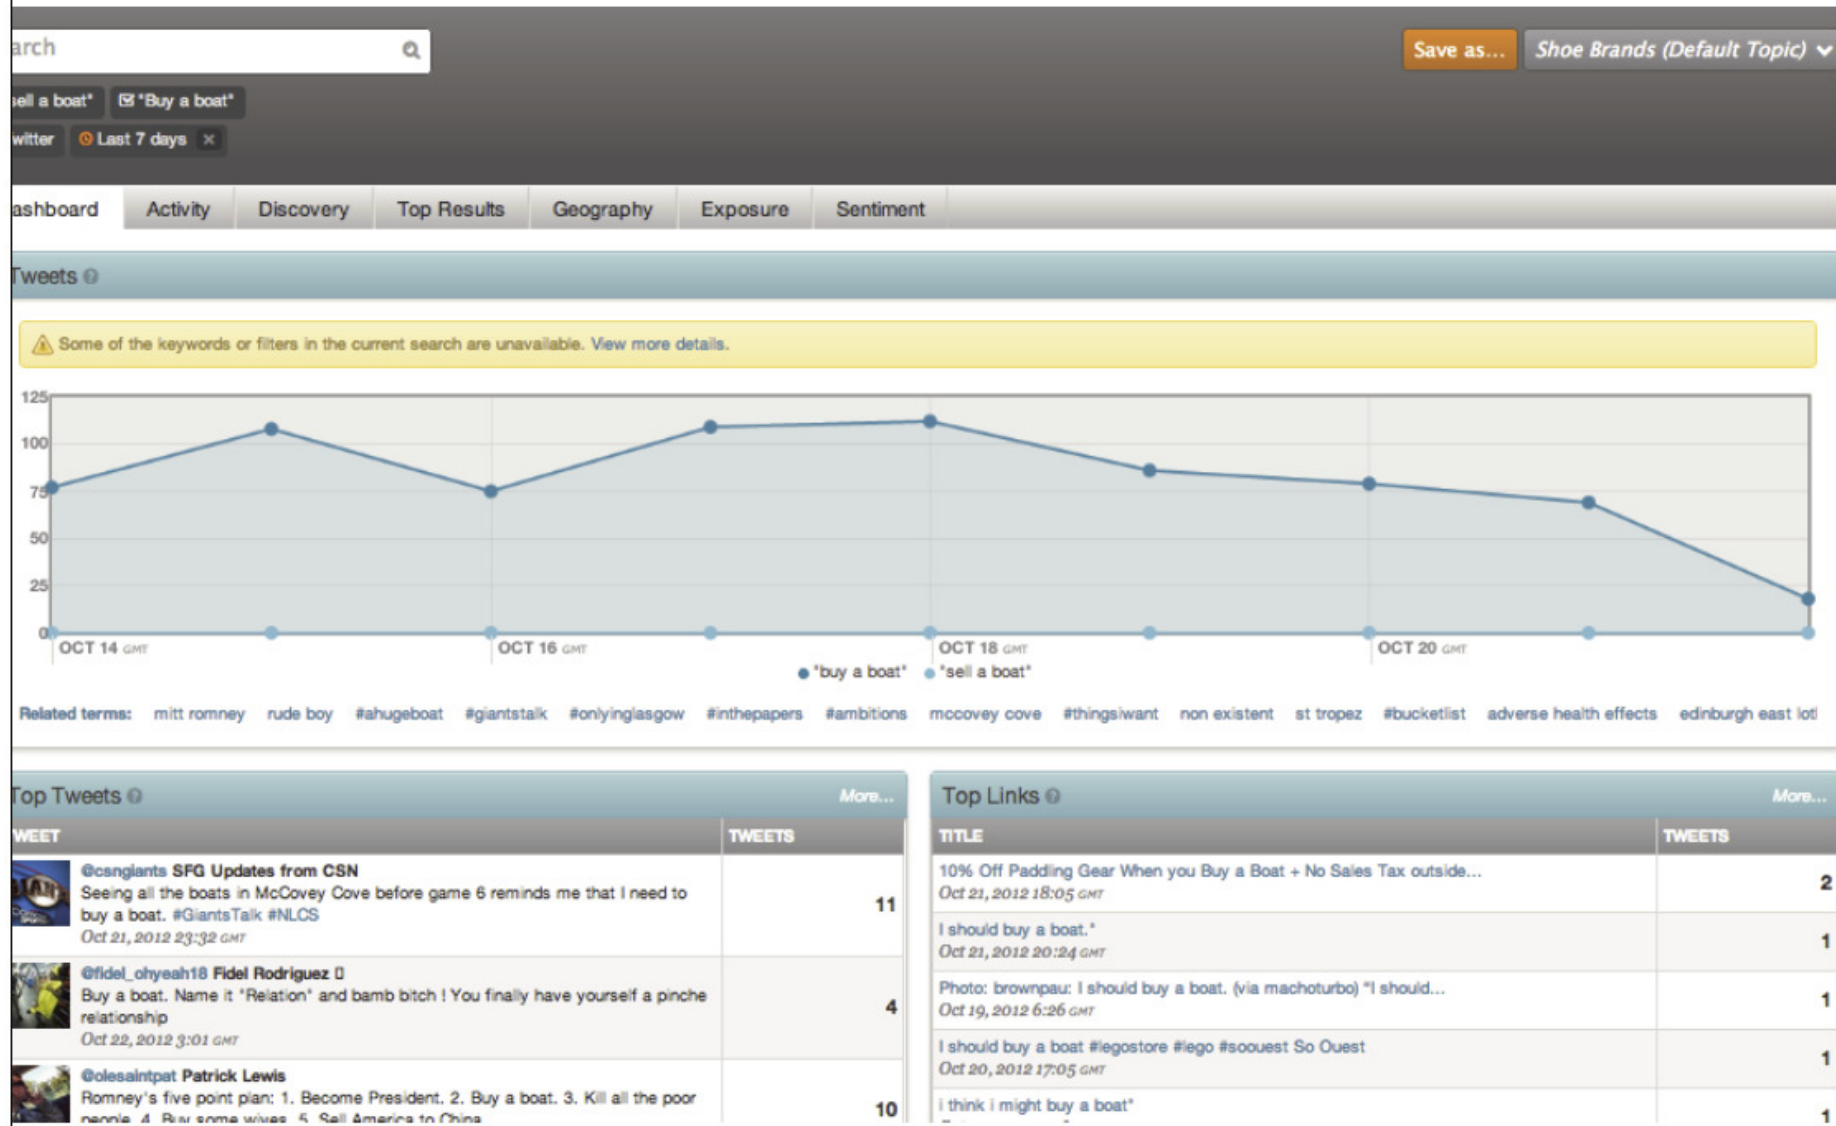 arch
Save as...
Shoe Brands (Default Topic)
sell a boat"
"Buy a boat"
witter
Last 7 days
ashboard
Activity
Discovery
Top Results
Geography
Exposure
Sentiment
Tweets
Some of the keywords or filters in the current search are unavailable. View more details.
125
100
75
50
25
0
OCT 14 GMT
OCT 16 GMT
OCT 18 GMT
OCT 20 GMT
"buy a boat"
"sell a boat"
Related terms: mitt romney rude boy #ahugeboat #giantstalk #onlyinglasgow #inthepapers #ambitions mccovey cove #thingsiwant non existent st tropez #bucketlist adverse health effects edinburgh east lot
Top Tweets
More...
WEET
TWEETS
@csngiants SFG Updates from CSN
Seeing all the boats in McCovey Cove before game 6 reminds me that I need to
buy a boat. #GiantsTalk #NLCS
Oct 21, 2012 23:32 GMT
11
@fidel_ohyeah18 Fidel Rodriguez
Buy a boat. Name it "Relation" and bamb bitch ! You finally have yourself a pinche
relationship
Oct 22, 2012 3:01 GMT
4
@olesaintpat Patrick Lewis
Romney's five point plan: 1. Become President. 2. Buy a boat. 3. Kill all the poor
people. 4. Buy some wives. 5. Sell America to China
10
Top Links
More...
TITLE
TWEETS
10% Off Paddling Gear When you Buy a Boat + No Sales Tax outside...
Oct 21, 2012 18:05 GMT
2
I should buy a boat."
Oct 21, 2012 20:24 GMT
1
Photo: brownpau: I should buy a boat. (via machoturbo) "I should...
Oct 19, 2012 6:26 GMT
1
I should buy a boat #legostore #lego #soouest So Ouest
Oct 20, 2012 17:05 GMT
1
i think i might buy a boat"
1